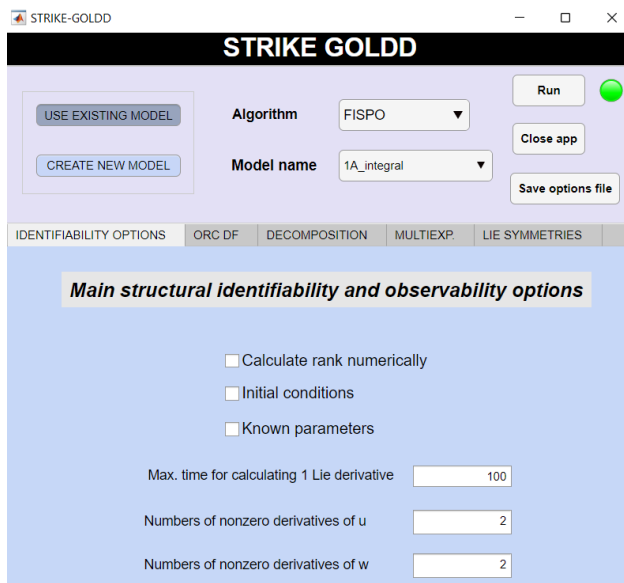 STRIKE-GOLDD
STRIKE GOLDD
USE EXISTING MODEL
CREATE NEW MODEL
Algorithm
FISPO
Model name
1A_integral
Run
Close app
Save options file
IDENTIFIABILITY OPTIONS ORC DF DECOMPOSITION MULTIEXP. LIE SYMMETRIES
Main structural identifiability and observability options
Calculate rank numerically
Initial conditions
Known parameters
Max. time for calculating 1 Lie derivative 100
Numbers of nonzero derivatives of u 2
Numbers of nonzero derivatives of w 2